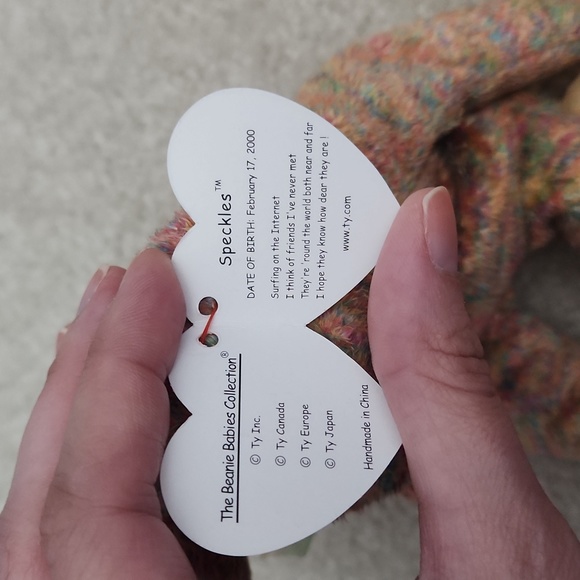 The Beanie Babies Collection®
© Ty Inc.
© Ty Canada
© Ty Europe
© Ty Japan
Handmade in China
Speckles™
DATE OF BIRTH: February 17, 2000
Surfing on the Internet
I think of friends I've never met
They're 'round the world both near and far
I hope they know how dear they are !
www.ty.com